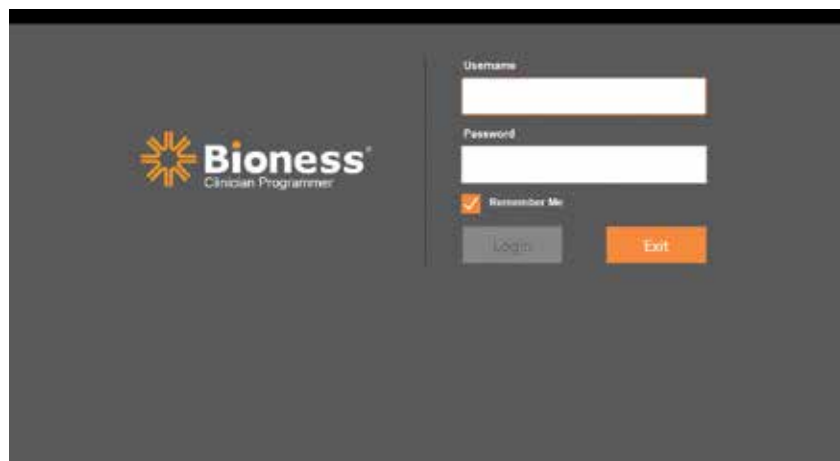 Username
Password
Bioness®
Clinician Programmer
Remember Me
Login
Exit